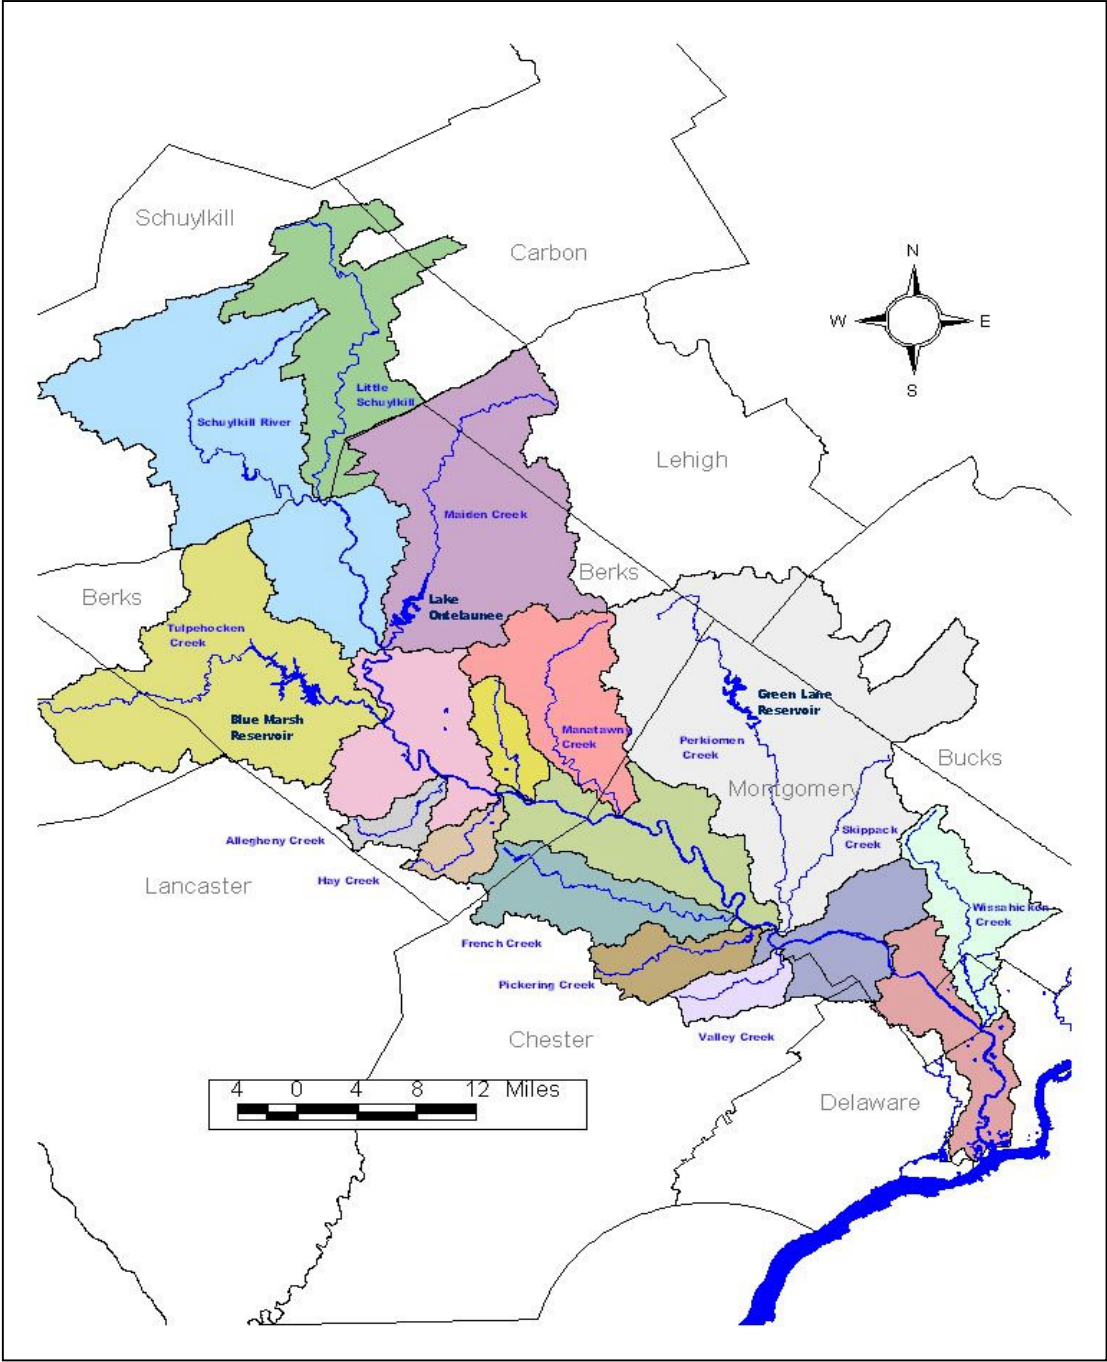 Schuylkill
Carbon
N
W
E
S
Little
Schuylkill
Schuylkill River
Lehigh
Maiden Creek
Berks
Berks
Lake
Ontelaunee
Tulpehocken
Creek
Green Lane
Reservoir
Blue Marsh
Reservoir
Manatawny
Creek
Perkiomen
Creek
Bucks
Montgomery
Skippack
Creek
Allegheny Creek
Hay Creek
Lancaster
Wissahickon
Creek
French Creek
Pickering Creek
Valley Creek
Chester
4 0 4 8 12 Miles
Delaware